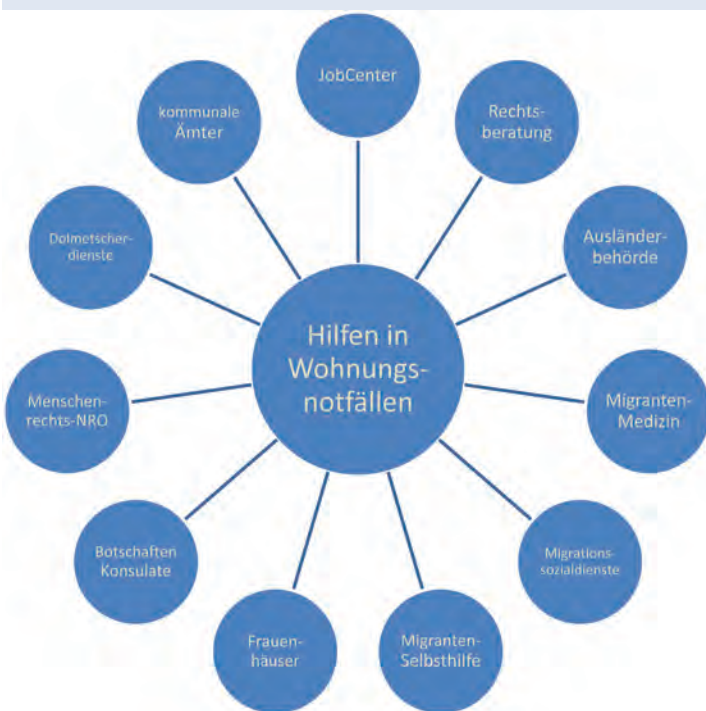 JobCenter
Rechts-
beratung
Ausländer-
behörde
Migranten-
Medizin
Migrations-
sozialdienste
Migranten-
Selbsthilfe
Frauen-
häuser
Botschaften
Konsulate
Menschen-
rechts-NRO
Dolmetscher-
dienste
kommunale
Ämter
Hilfen in
Wohnungs-
notfällen